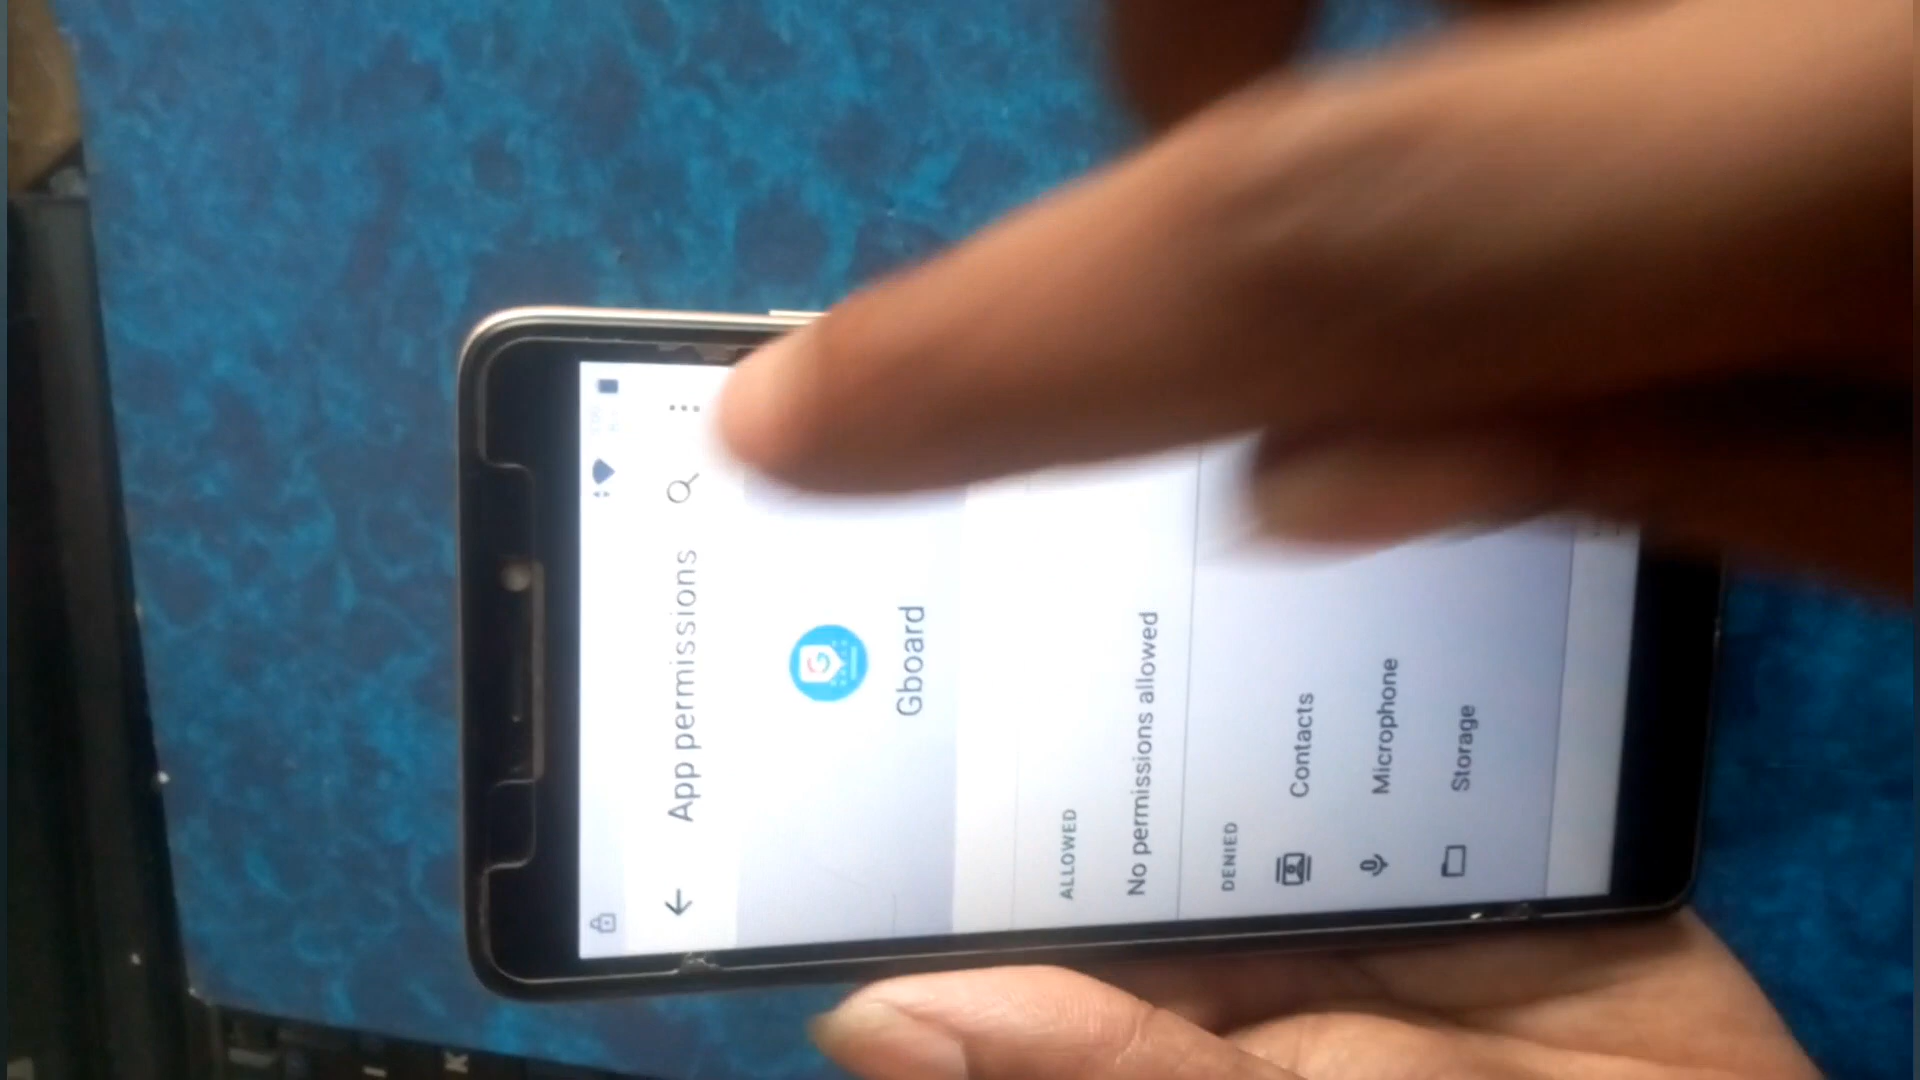 App permissions
Gboard
ALLOWED
No permissions allowed
DENIED
Contacts
Microphone
Storage
K